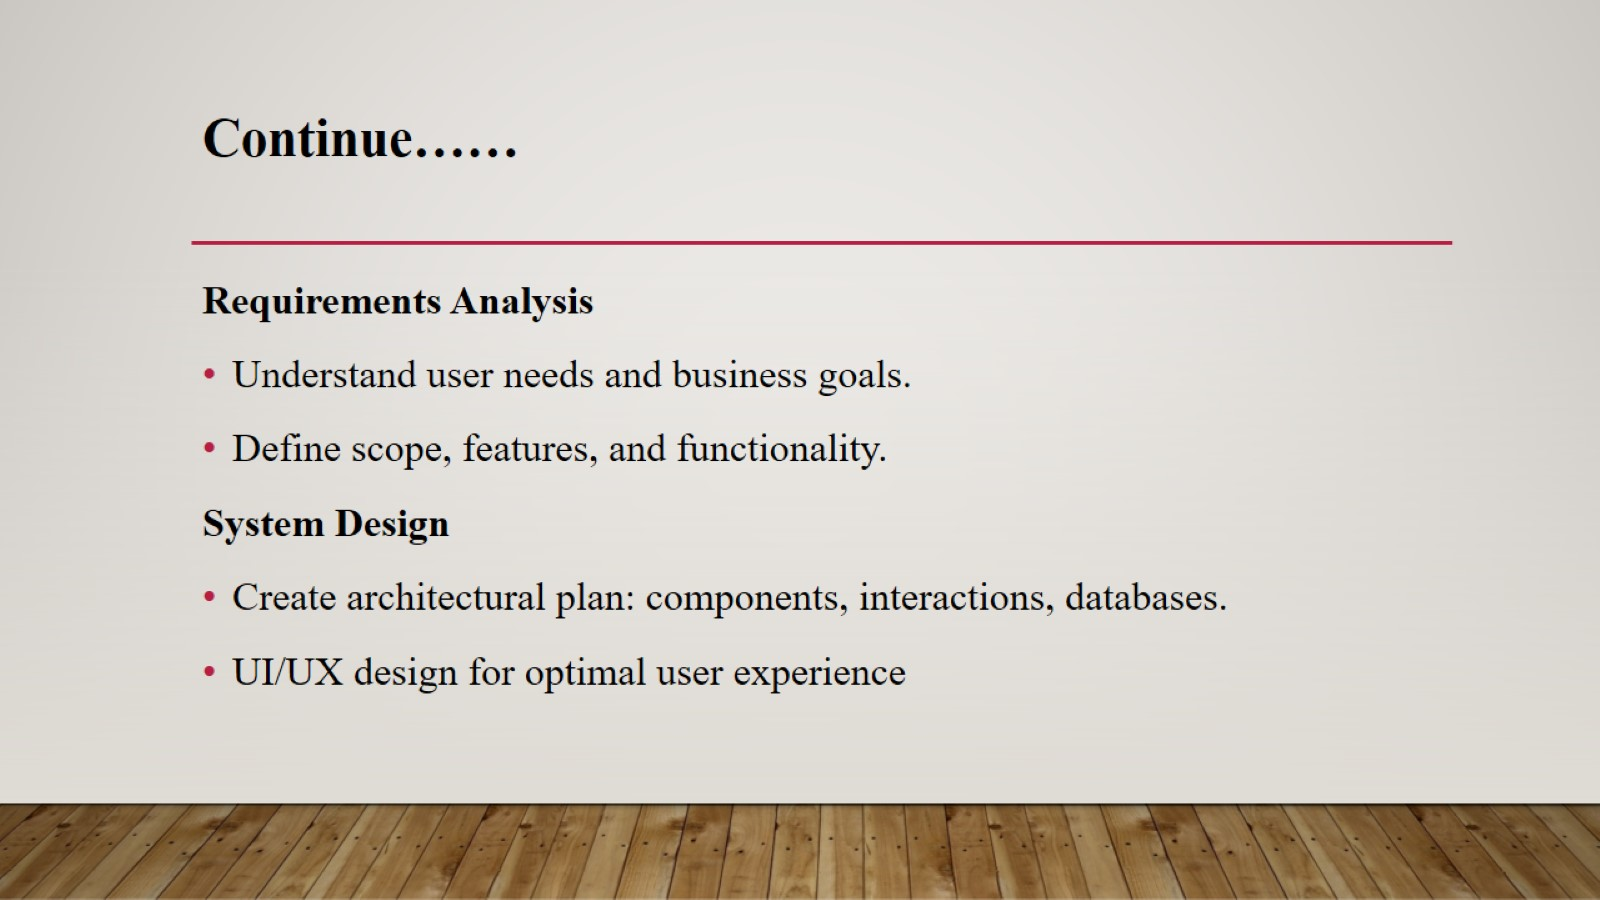 Continue……
Requirements Analysis
• Understand user needs and business goals.
• Define scope, features, and functionality.
System Design
• Create architectural plan: components, interactions, databases.
• UI/UX design for optimal user experience